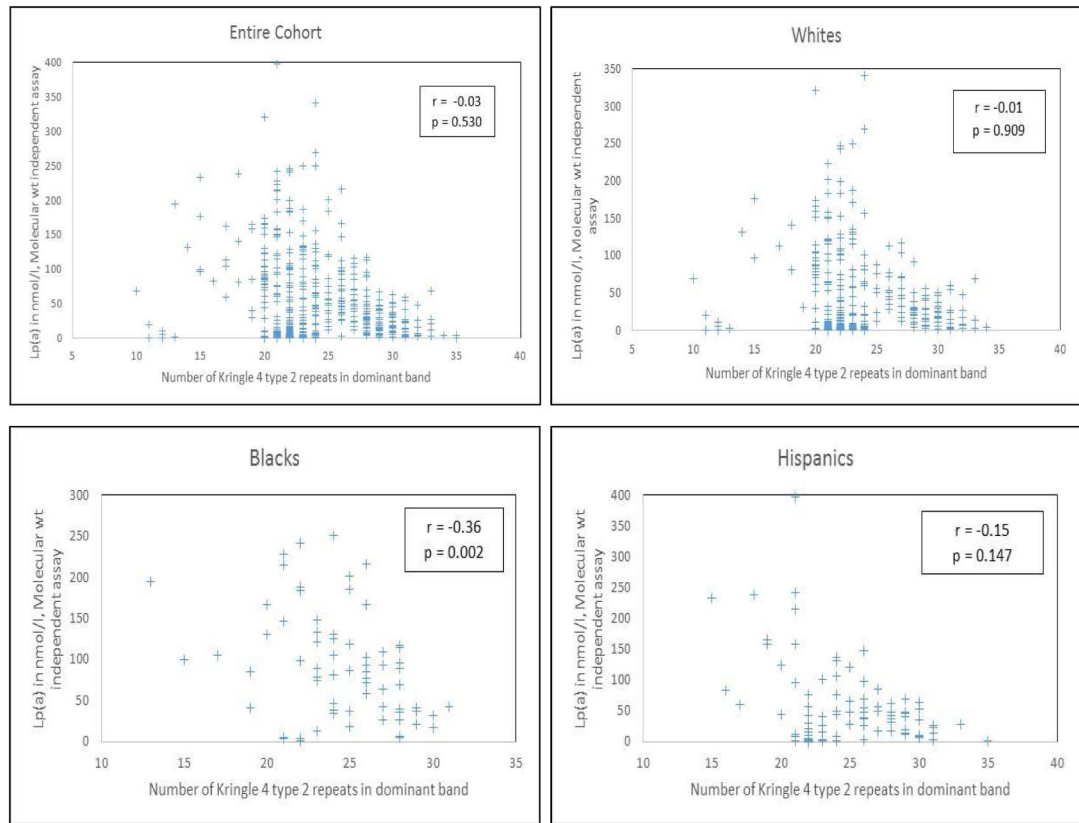 Entire Cohort
Lp(a) in nmol/l, Molecular wt independent assay
400
350
300
250
200
150
100
50
0
r = -0.03
p = 0.530
5
10
15
20
25
30
35
40
Number of Kringle 4 type 2 repeats in dominant band
Whites
Lp(a) in nmol/l, Molecular wt independent
assay
350
300
250
200
150
100
50
0
r = -0.01
p = 0.909
5
10
15
20
25
30
35
40
Number of Kringle 4 type 2 repeats in dominant band
Blacks
Lp(a) in nmol/l, Molecular wt
independent assay
300
250
200
150
100
50
0
r = -0.36
p = 0.002
10
15
20
25
30
35
Number of Kringle 4 type 2 repeats in dominant band
Hispanics
Lp(a) in nmol/l, Molecular wt
independent assay
400
350
300
250
200
150
100
50
0
r = -0.15
p = 0.147
10
15
20
25
30
35
40
Number of Kringle 4 type 2 repeats in dominant band